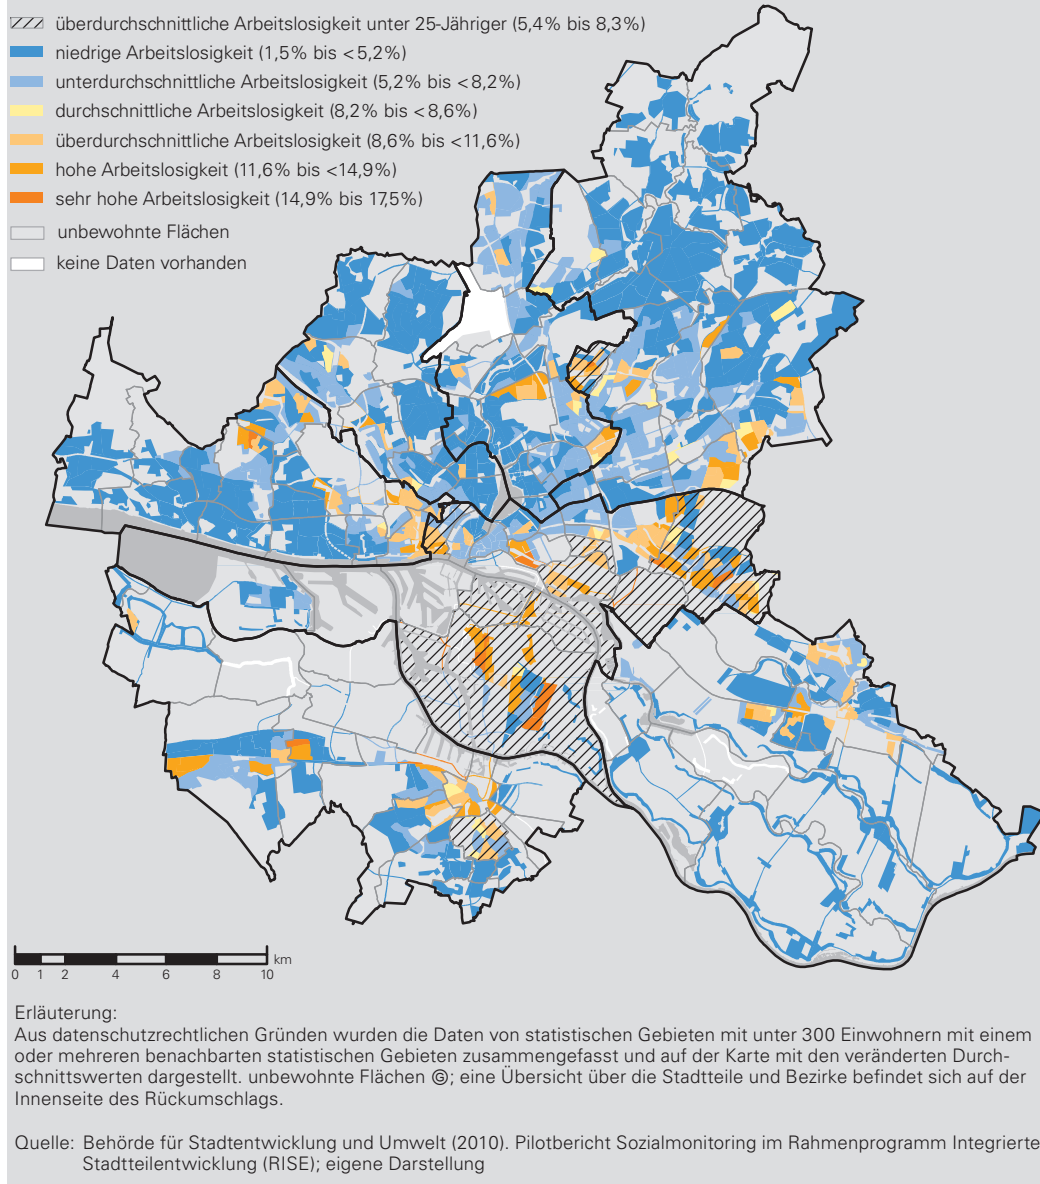 überdurchschnittliche Arbeitslosigkeit unter 25-Jähriger (5,4% bis 8,3%)
niedrige Arbeitslosigkeit (1,5% bis <5,2%)
unterdurchschnittliche Arbeitslosigkeit (5,2% bis <8,2%)
durchschnittliche Arbeitslosigkeit (8,2% bis <8,6%)
überdurchschnittliche Arbeitslosigkeit (8,6% bis <11,6%)
hohe Arbeitslosigkeit (11,6% bis <14,9%)
sehr hohe Arbeitslosigkeit (14,9% bis 17,5%)
unbewohnte Flächen
keine Daten vorhanden
km
0 1 2 4 6 8 10
Erläuterung:
Aus datenschutzrechtlichen Gründen wurden die Daten von statistischen Gebieten mit unter 300 Einwohnern mit einem
oder mehreren benachbarten statistischen Gebieten zusammengefasst und auf der Karte mit den veränderten Durch-
schnittswerten dargestellt. unbewohnte Flächen ©; eine Übersicht über die Stadtteile und Bezirke befindet sich auf der
Innenseite des Rückumschlags.
Quelle: Behörde für Stadtentwicklung und Umwelt (2010). Pilotbericht Sozialmonitoring im Rahmenprogramm Integrierte
Stadtteilentwicklung (RISE); eigene Darstellung